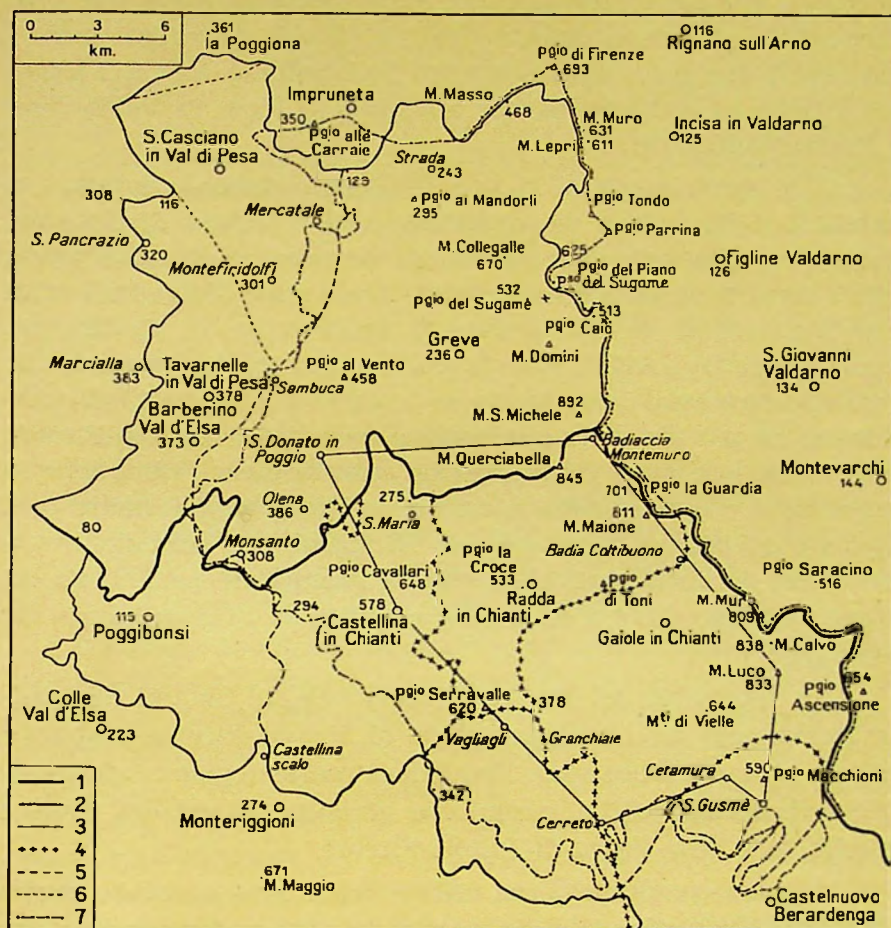 0 3 6
km.
.361
la Poggiona
116
Rignano sull'Arno
Pgio di Firenze
693
M. Masso
Impruneta
350
Pgio alle
Carraie
468
M. Muro
631
611
M. Lepri
Incisa in Valdarno
125
S. Casciano
in Val di Pesa
Strada
243
308
116
Pgio ai Mandorli
295
Pgio Tondo
Mercatale
Pgio Parrina
S. Pancrazio
320
M. Collegalle
670
625
Figline Valdarno
126
Montefiridolfi
301
Pgio del Piano
Pso del Sugame
532
Pgio del Sugame
513
Pgio Caio
Greve
236
M. Domini
Marcialla
383
Tavarnelle
in Val di Pesa
378
Pgio al Vento
458
Sambuca
S. Giovanni
Valdarno
134
Barberino
Val d'Elsa
373
892
M.S. Michele
S. Donato in
Poggio
Badiaccia
Montemuro
M. Querciabella
845
Montevarchi
144
701
Pgio la Guardia
Olena
386
275
S. Maria
811
M. Maione
80
Monsanto
308
Pgio la
Croce
533
Badia Coltibuono
Pgio Cavallari
648
Pgio Saracino
516
Pgio
di Toni
Radda
in Chianti
294
578
Castellina
in Chianti
M. Muro
809
Poggibonsi
115
Gaiole in Chianti
838
M. Calvo
M. Luco
833
654
Pgio
Ascensione
Colle
Val d'Elsa
223
Pgio Serravalle
620
378
644
Mti di Vielle
Vagliagli
Granchiaie
Castellina
scalo
Cetamura
590
Pgio Macchioni
342
S. Gusmè
274
Monteriggioni
Cerreto
671
M. Maggio
Castelnuovo
Berardenga
1
2
3
4
5
6
7